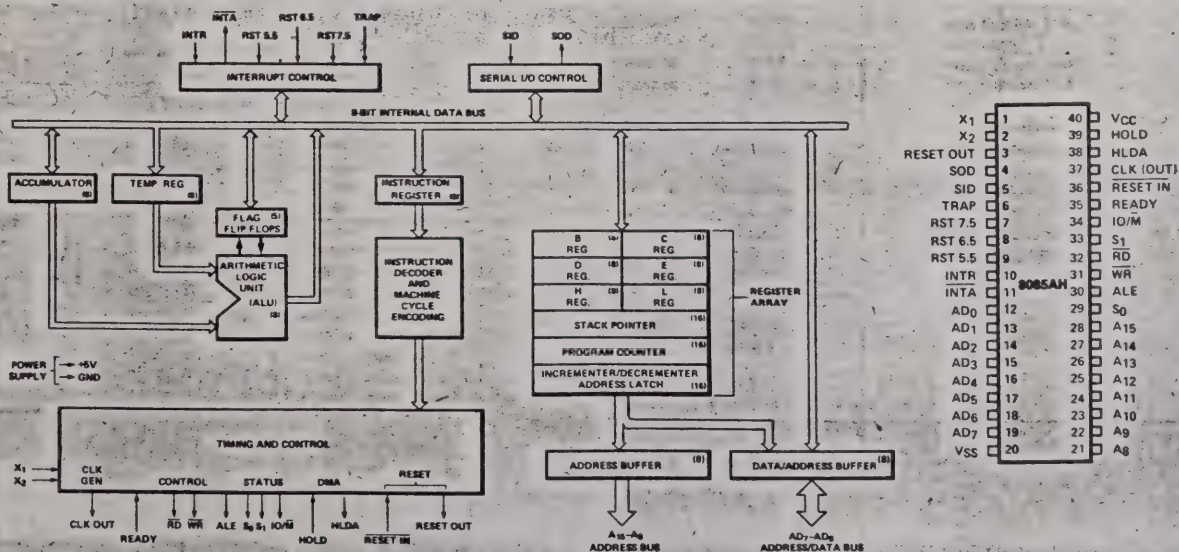 INTR
INTA
RST 5.5
RST 6.5
RST 7.5
TRAP
INTERRUPT CONTROL
SID
SOD
SERIAL I/O CONTROL
8-BIT INTERNAL DATA BUS
ACCUMULATOR
(8)
TEMP REG
(8)
FLAG (5)
FLIP FLOPS
ARITHMETIC
LOGIC
UNIT
(ALU)
(8)
INSTRUCTION
REGISTER (8)
INSTRUCTION
DECODER
AND
MACHINE
CYCLE
ENCODING
B (8)
REG
C (8)
REG
D (8)
REG.
E (8)
REG.
H (8)
REG.
L (8)
REG
STACK POINTER (16)
PROGRAM COUNTER (16)
INCREMENTER/DECREMENTER
ADDRESS LATCH (16)
REGISTER
ARRAY
POWER
SUPPLY
+5V
GND
TIMING AND CONTROL
X1
X2
CLK
GEN
CONTROL
STATUS
DMA
RESET
CLK OUT
READY
RD WR
ALE
S0 S1 IO/M
HOLD
HLDA
RESET IN
RESET OUT
ADDRESS BUFFER (8)
DATA/ADDRESS BUFFER (8)
A15-A8
ADDRESS BUS
AD7-AD0
ADDRESS/DATA BUS
8085AH
X1 1
X2 2
RESET OUT 3
SOD 4
SID 5
TRAP 6
RST 7.5 7
RST 6.5 8
RST 5.5 9
INTR 10
INTA 11
AD0 12
AD1 13
AD2 14
AD3 15
AD4 16
AD5 17
AD6 18
AD7 19
VSS 20
40 VCC
39 HOLD
38 HLDA
37 CLK (OUT)
36 RESET IN
35 READY
34 IO/M
33 S1
32 RD
31 WR
30 ALE
29 S0
28 A15
27 A14
26 A13
25 A12
24 A11
23 A10
22 A9
21 A8